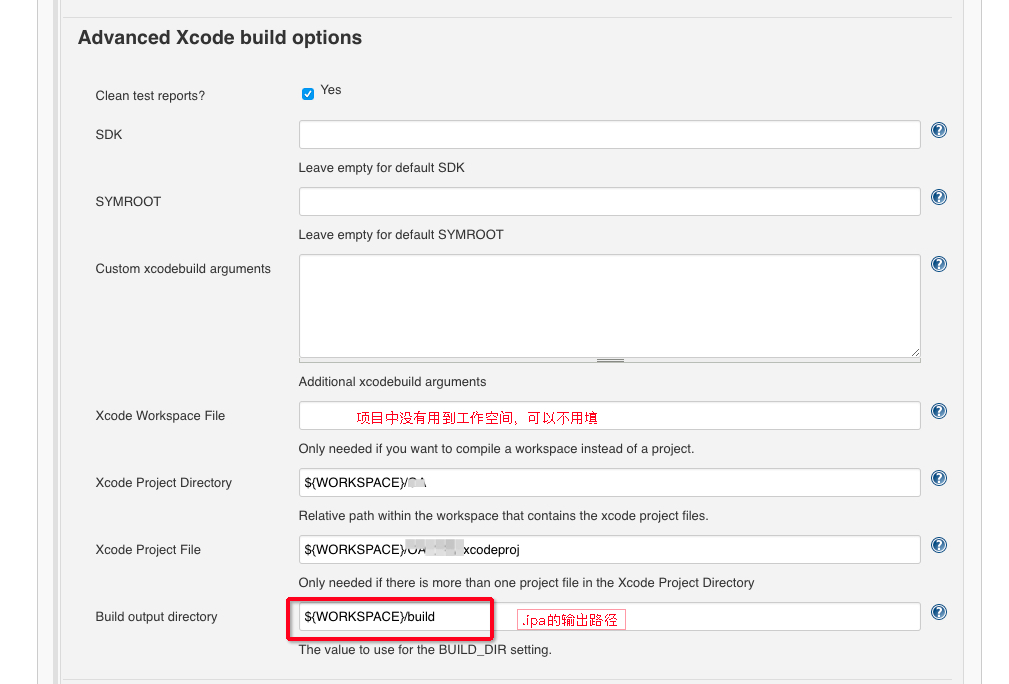 Advanced Xcode build options
Clean test reports?
Yes
SDK
Leave empty for default SDK
SYMROOT
Leave empty for default SYMROOT
Custom xcodebuild arguments
Additional xcodebuild arguments
Xcode Workspace File
项目中没有用到工作空间，可以不用填
Only needed if you want to compile a workspace instead of a project.
Xcode Project Directory
${WORKSPACE}/
Relative path within the workspace that contains the xcode project files.
Xcode Project File
${WORKSPACE}/OA xcodeproj
Only needed if there is more than one project file in the Xcode Project Directory
Build output directory
${WORKSPACE}/build
.ipa的输出路径
The value to use for the BUILD_DIR setting.